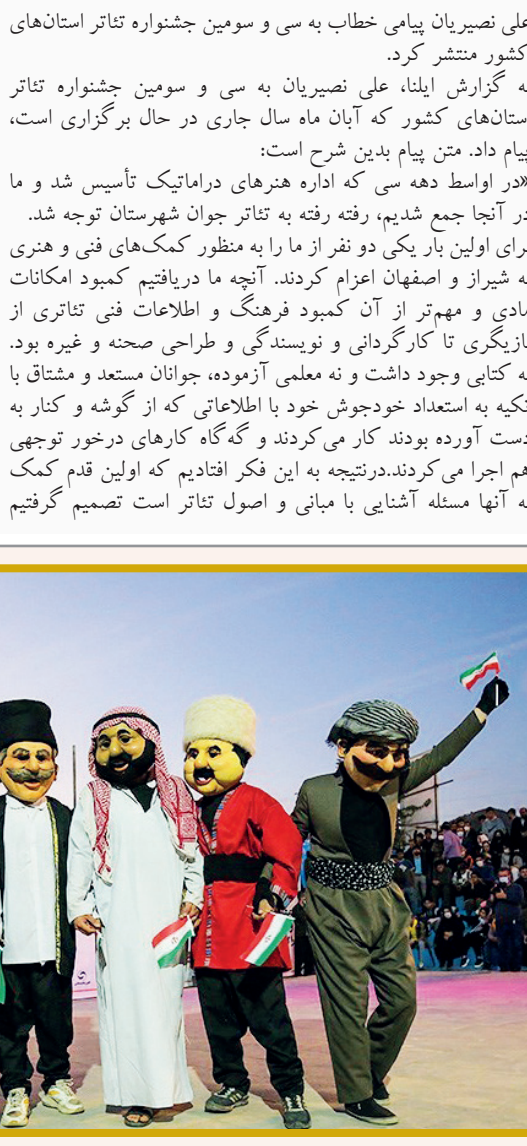 علی نصیریان پیامی خطاب به سی و سومین جشنواره تئاتر استان‌های
کشور منتشر کرد.
به گزارش ایلنا، علی نصیریان به سی و سومین جشنواره تئاتر
استان‌های کشور که آبان ماه سال جاری در حال برگزاری است،
پیام داد. متن پیام بدین شرح است:
«در اواسط دهه سی که اداره هنرهای دراماتیک تأسیس شد و ما
در آنجا جمع شدیم، رفته رفته به تئاتر جوان شهرستان توجه شد.
برای اولین بار یکی دو نفر از ما را به منظور کمک‌های فنی و هنری
به شیراز و اصفهان اعزام کردند. آنچه ما دریافتیم کمبود امکانات
مادی و مهم‌تر از آن کمبود فرهنگ و اطلاعات فنی تئاتری از
بازیگری تا کارگردانی و نویسندگی و طراحی صحنه و غیره بود.
نه کتابی وجود داشت و نه معلمی آزموده، جوانان مستعد و مشتاق با
تکیه به استعداد خودجوش خود با اطلاعاتی که از گوشه و کنار به
دست آورده بودند کار می‌کردند و گه‌گاه کارهای درخور توجهی
هم اجرا می‌کردند.درنتیجه به این فکر افتادیم که اولین قدم کمک
به آنها مسئله آشنایی با مبانی و اصول تئاتر است تصمیم گرفتیم